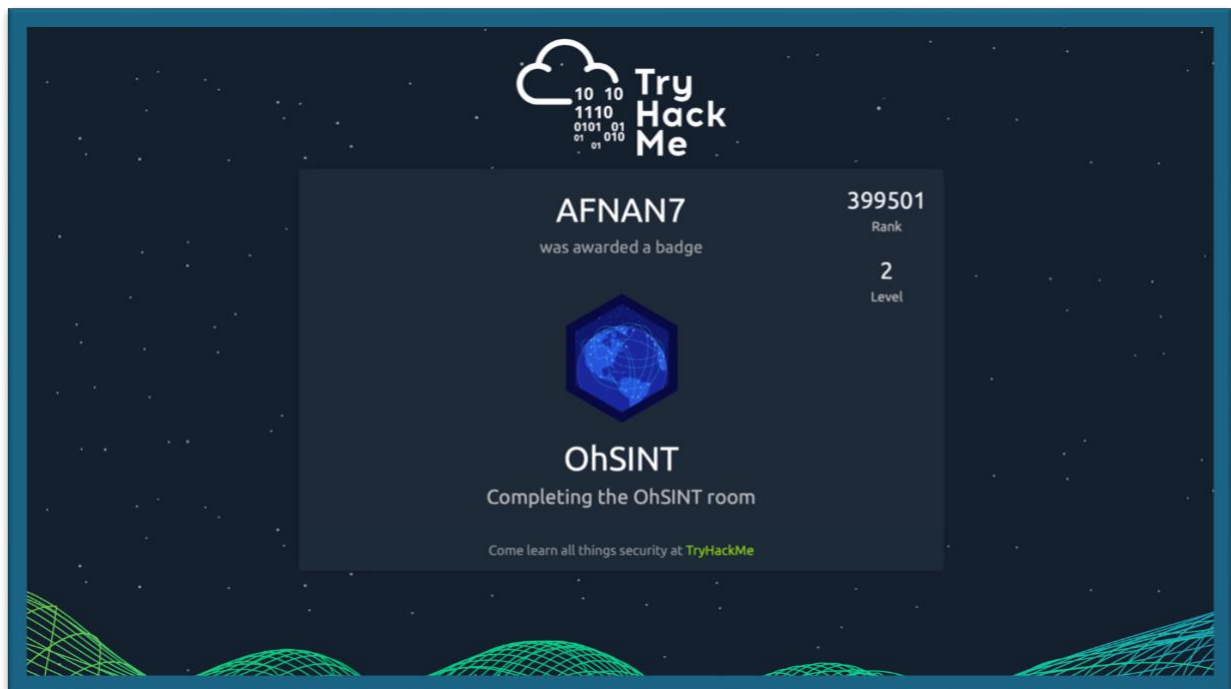 10 10
1110
0101 01
01 010
01
Try
Hack
Me
AFNAN7
was awarded a badge
399501
Rank
2
Level
OhSINT
Completing the OhSINT room
Come learn all things security at TryHackMe